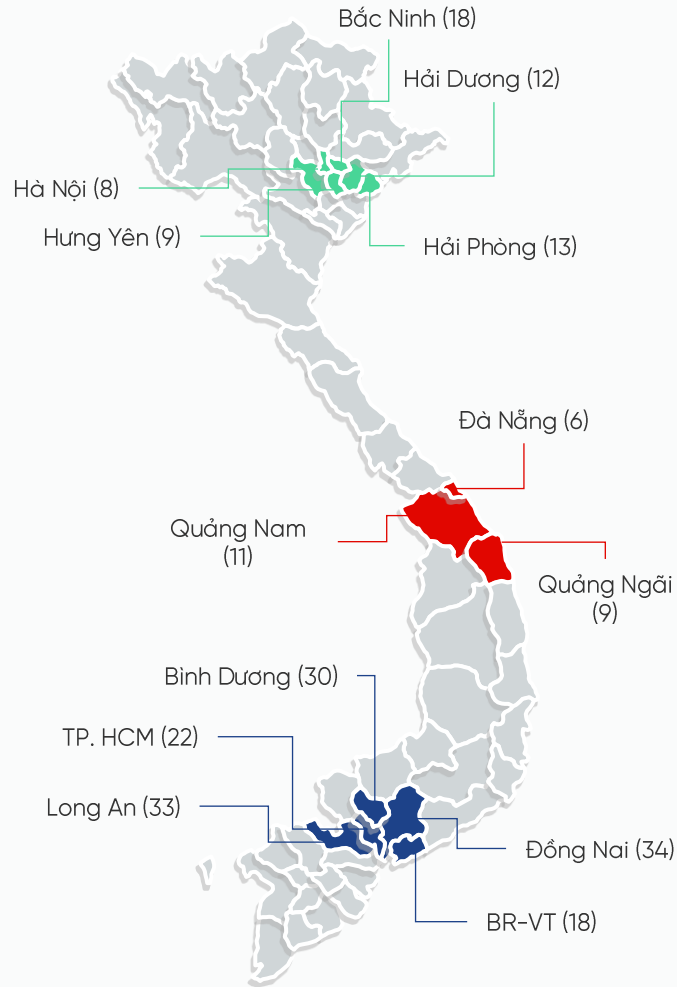 Bắc Ninh (18)
Hải Dương (12)
Hà Nội (8)
Hưng Yên (9)
Hải Phòng (13)
Đà Nẵng (6)
Quảng Nam
(11)
Quảng Ngãi
(9)
Bình Dương (30)
TP. HCM (22)
Long An (33)
Đồng Nai (34)
BR-VT (18)